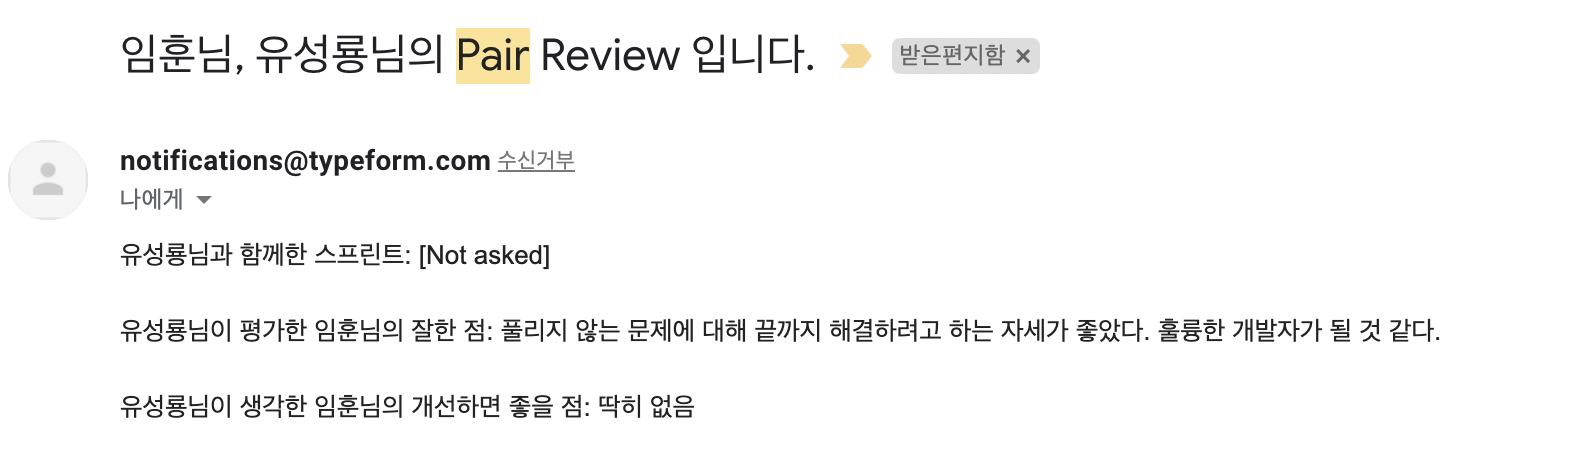 임훈님, 유성룡님의 Pair Review 입니다. 받은편지함 ×
notifications@typeform.com 수신거부
나에게
유성룡님과 함께한 스프린트: [Not asked]
유성룡님이 평가한 임훈님의 잘한 점: 풀리지 않는 문제에 대해 끝까지 해결하려고 하는 자세가 좋았다. 훌륭한 개발자가 될 것 같다.
유성룡님이 생각한 임훈님의 개선하면 좋을 점: 딱히 없음